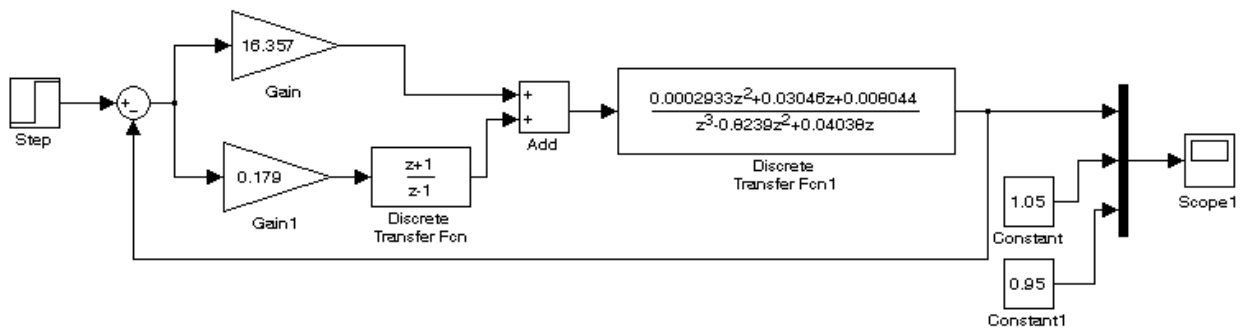 16.357
Gain
+
−
Step
+
+
Add
0.0002933z²+0.03046z+0.008044
z³-0.8239z²+0.04038z
Discrete
Transfer Fcn1
0.179
Gain1
z+1
z-1
Discrete
Transfer Fcn
1.05
Constant
0.95
Constant1
Scope1